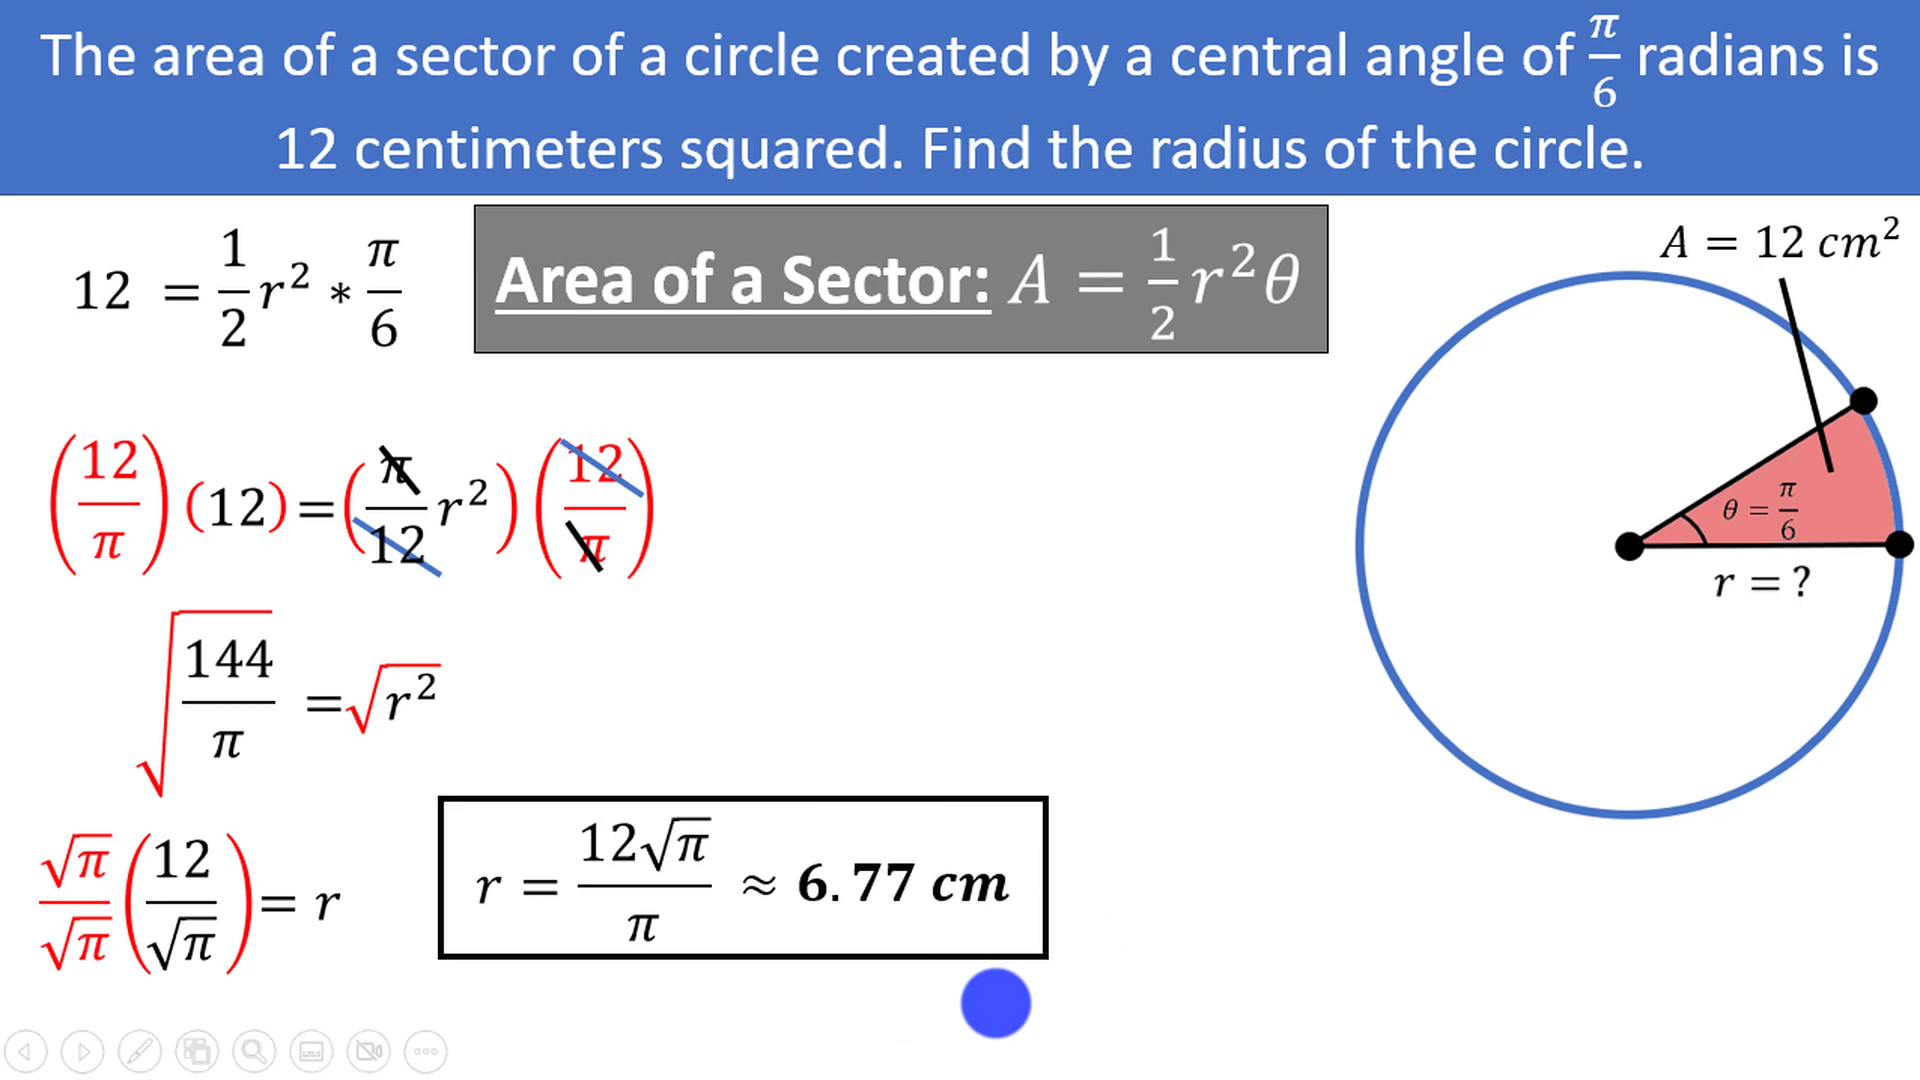 The area of a sector of a circle created by a central angle of π/6 radians is
12 centimeters squared. Find the radius of the circle.
12 = 1/2 r² * π/6
Area of a Sector: A = 1/2 r²θ
A = 12 cm²
(12/π)(12)=(π/12 r²)(12/π)
θ = π/6
r = ?
√(144/π) = √r²
√π/√π (12/√π) = r
r = 12√π/π ≈ 6.77 cm